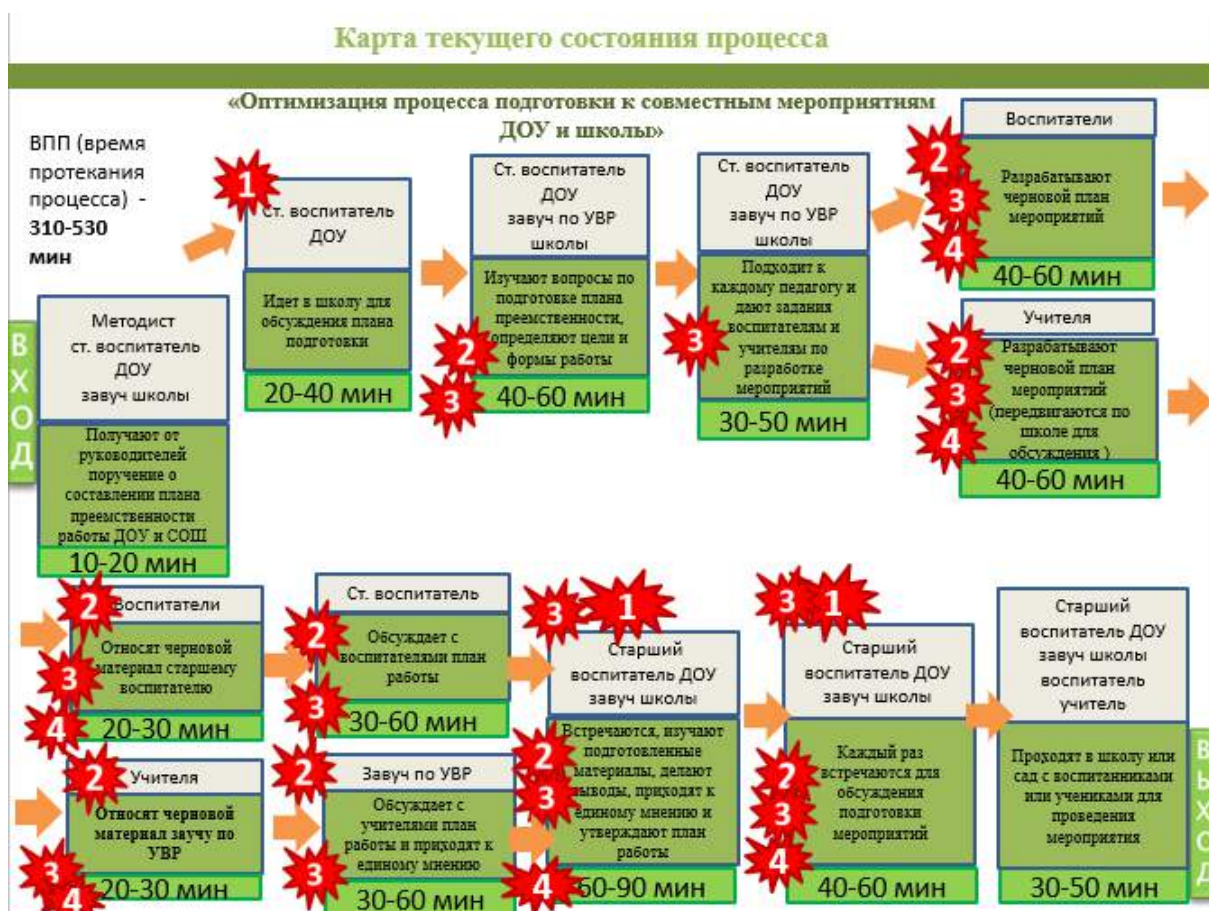 Карта текущего состояния процесса
«Оптимизация процесса подготовки к совместным мероприятиям
ДОУ и школы»
ВПП (время
протекания
процесса) -
310-530
мин
ВХОД
Методист
ст. воспитатель
ДОУ
завуч школы
Получают от
руководителей
поручение о
составлении плана
преемственности
работы ДОУ и СОШ
10-20 мин
1
Ст. воспитатель
ДОУ
Идет в школу для
обсуждения плана
подготовки
20-40 мин
Ст. воспитатель
ДОУ
завуч по УВР
школы
Изучают вопросы по
подготовке плана
преемственности,
определяют цели и
формы работы
2
3
40-60 мин
Ст. воспитатель
ДОУ
завуч по УВР
школы
Подходит к
каждому педагогу и
дают задания
воспитателям и
учителям по
разработке
мероприятий
3
30-50 мин
Воспитатели
2
3
4
Разрабатывают
черновой план
мероприятий
40-60 мин
Учителя
2
3
4
Разрабатывают
черновой план
мероприятий
(передвигаются по
школе для
обсуждения )
40-60 мин
2
Воспитатели
Относят черновой
материал старшему
воспитателю
3
4
20-30 мин
2
Учителя
Относят черновой
материал заучу по
УВР
3
4
20-30 мин
Ст. воспитатель
2
Обсуждает с
воспитателями план
работы
3
30-60 мин
2
Завуч по УВР
Обсуждает с
учителями план
работы и приходят к
единому мнению
3
30-60 мин
3
1
Старший
воспитатель ДОУ
завуч школы
Встречаются, изучают
подготовленные
материалы, делают
выводы, приходят к
единому мнению и
утверждают план
работы
2
3
4
60-90 мин
3
1
Старший
воспитатель ДОУ
завуч школы
Каждый раз
встречаются для
обсуждения
подготовки
мероприятий
2
3
4
40-60 мин
Старший
воспитатель ДОУ
завуч школы
воспитатель
учитель
Проходят в школу или
сад с воспитанниками
или учениками для
проведения
мероприятия
30-50 мин
ВЫХОД